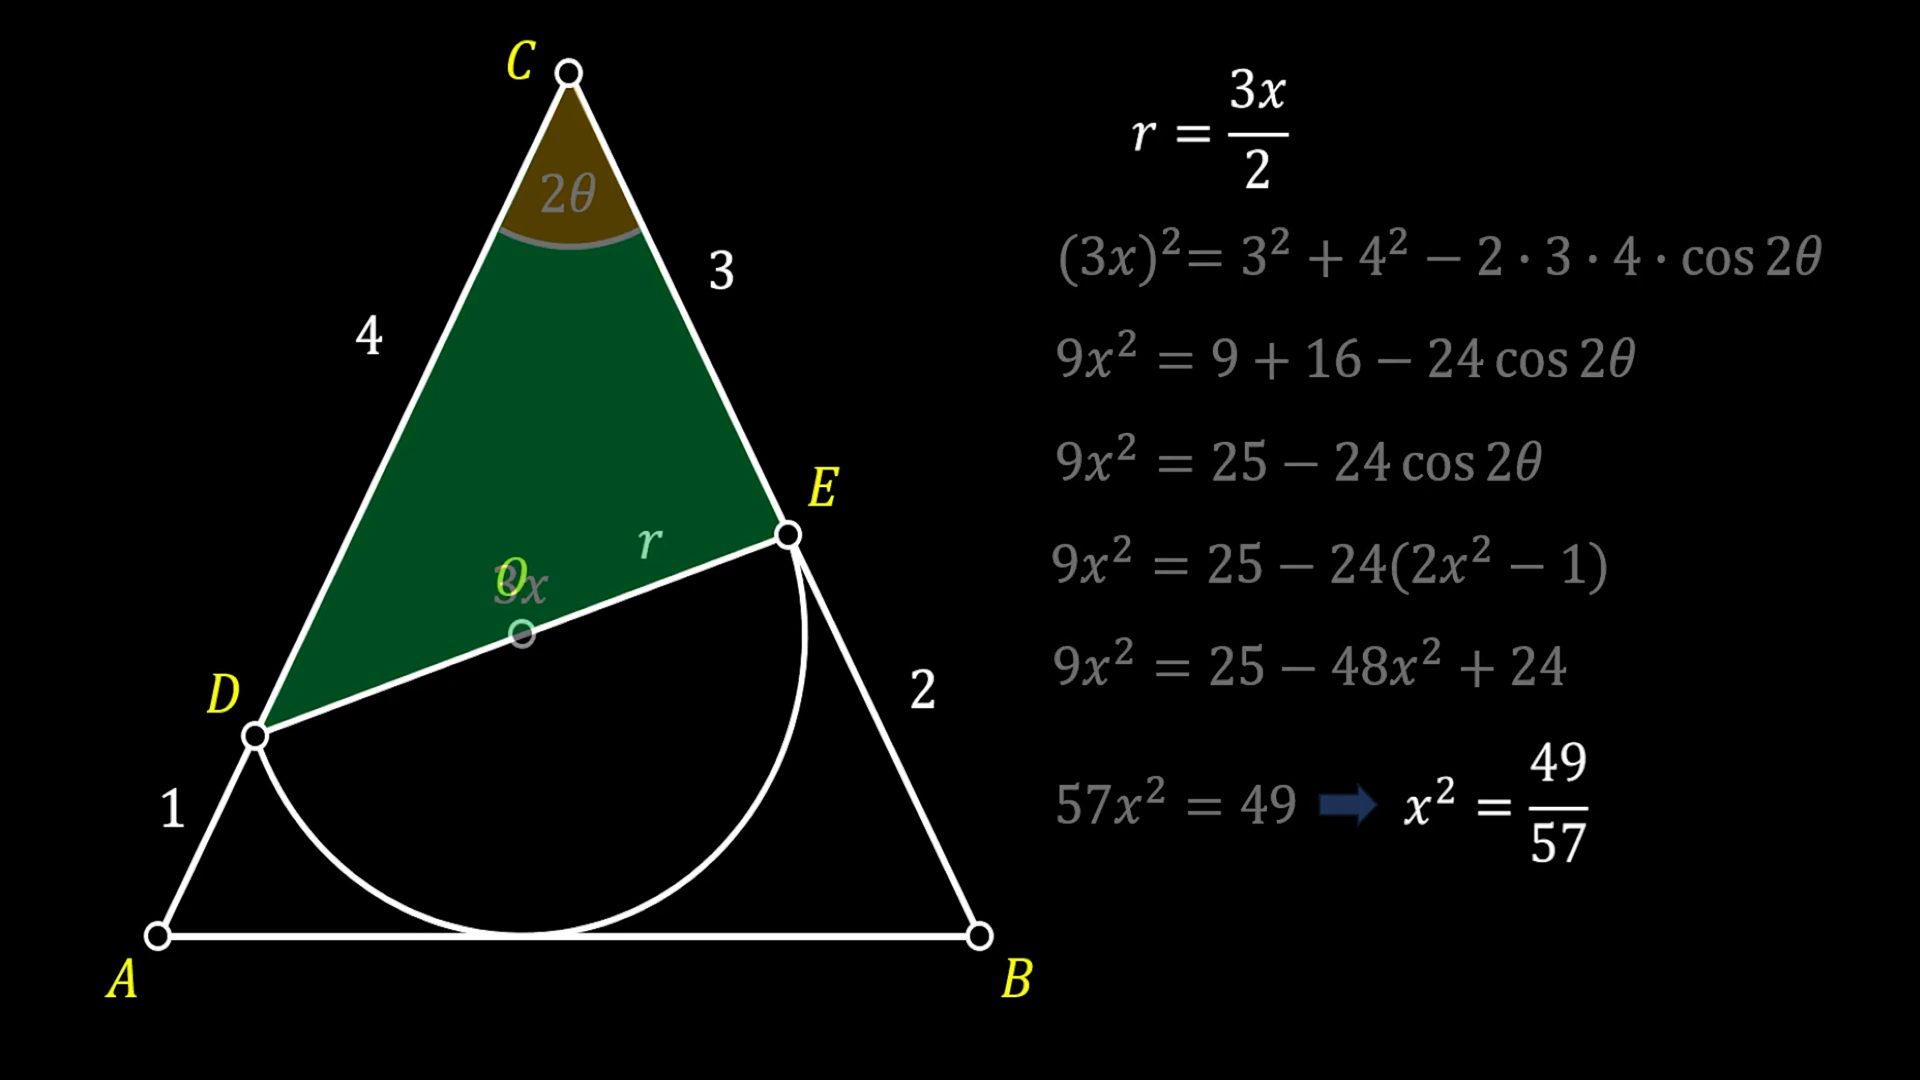 C
2θ
3
4
E
r
O
3x
D
2
1
A
B
r = 3x/2
(3x)² = 3² + 4² − 2 · 3 · 4 · cos 2θ
9x² = 9 + 16 − 24 cos 2θ
9x² = 25 − 24 cos 2θ
9x² = 25 − 24(2x² − 1)
9x² = 25 − 48x² + 24
57x² = 49 ➡ x² = 49/57